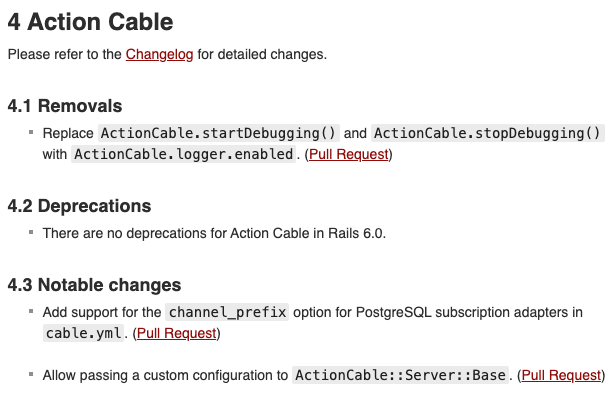 4 Action Cable
Please refer to the Changelog for detailed changes.
4.1 Removals
Replace ActionCable.startDebugging() and ActionCable.stopDebugging()
with ActionCable.logger.enabled. (Pull Request)
4.2 Deprecations
There are no deprecations for Action Cable in Rails 6.0.
4.3 Notable changes
Add support for the channel_prefix option for PostgreSQL subscription adapters in
cable.yml. (Pull Request)
Allow passing a custom configuration to ActionCable::Server::Base. (Pull Request)